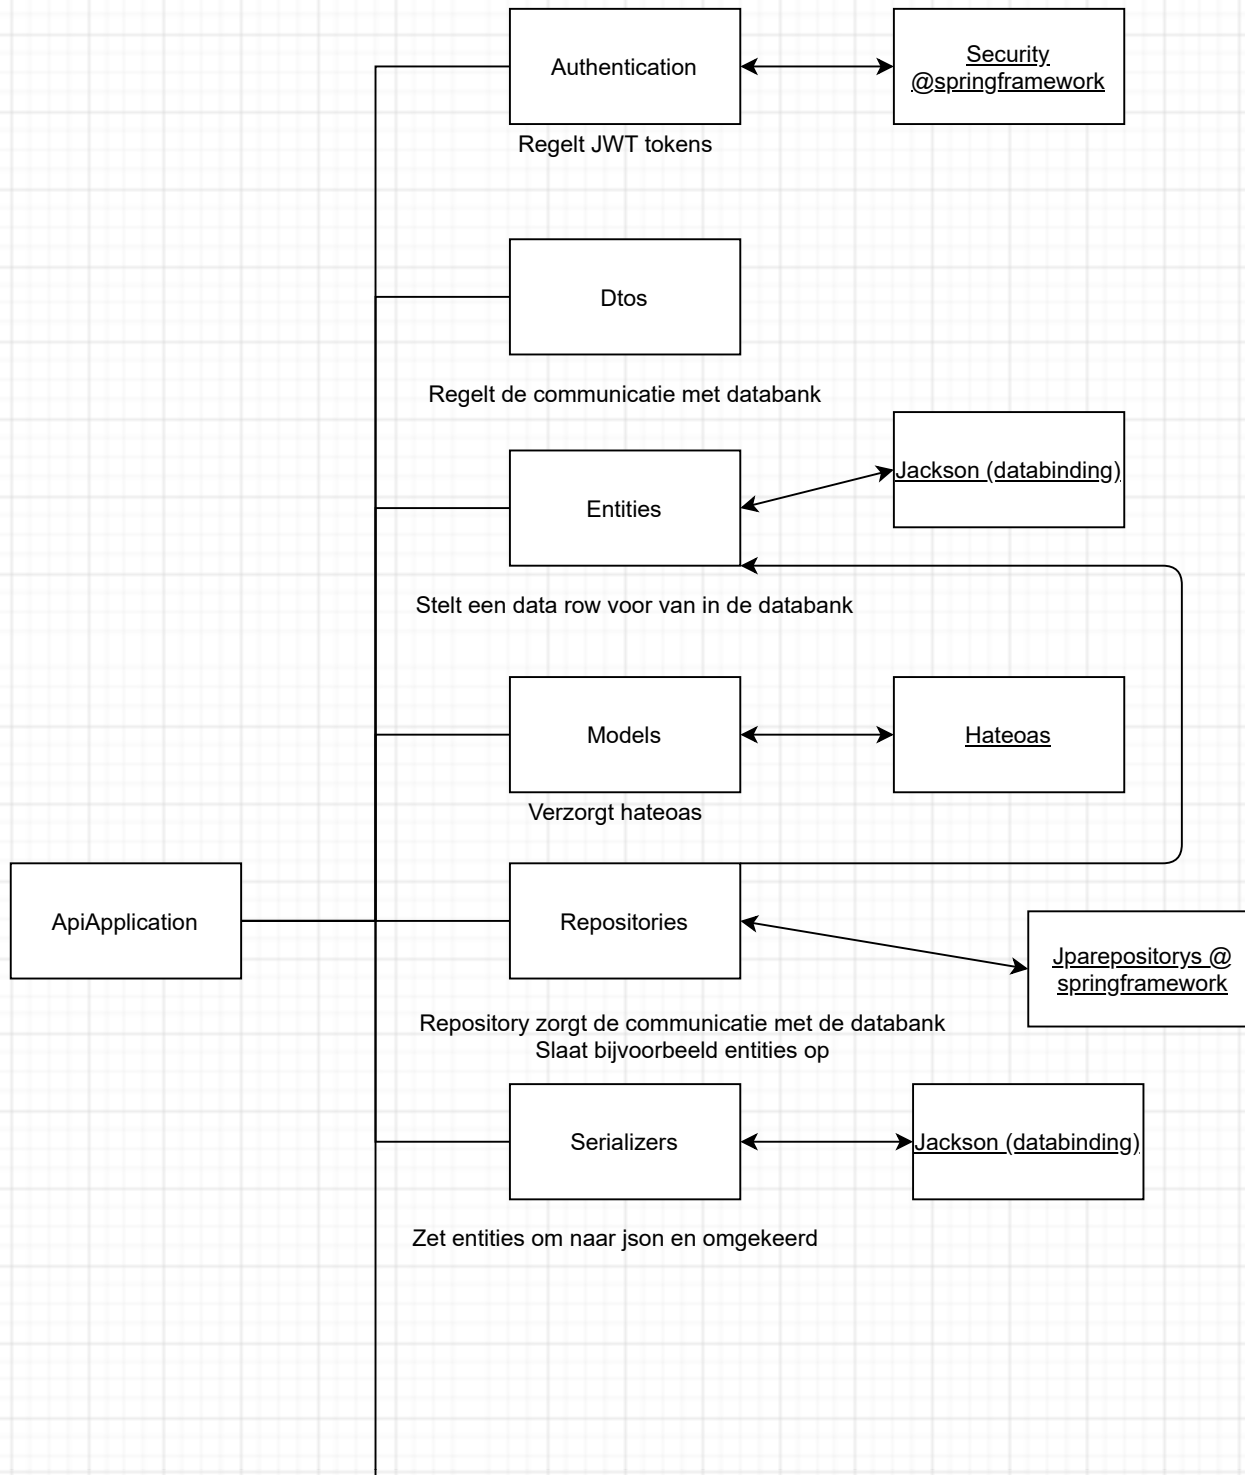 Authentication
Security
@springframework
Regelt JWT tokens
Dtos
Regelt de communicatie met databank
Jackson (databinding)
Entities
Stelt een data row voor van in de databank
Models
Hateoas
Verzorgt hateoas
ApiApplication
Repositories
Jparepositorys @
springframework
Repository zorgt de communicatie met de databank
Slaat bijvoorbeeld entities op
Serializers
Jackson (databinding)
Zet entities om naar json en omgekeerd